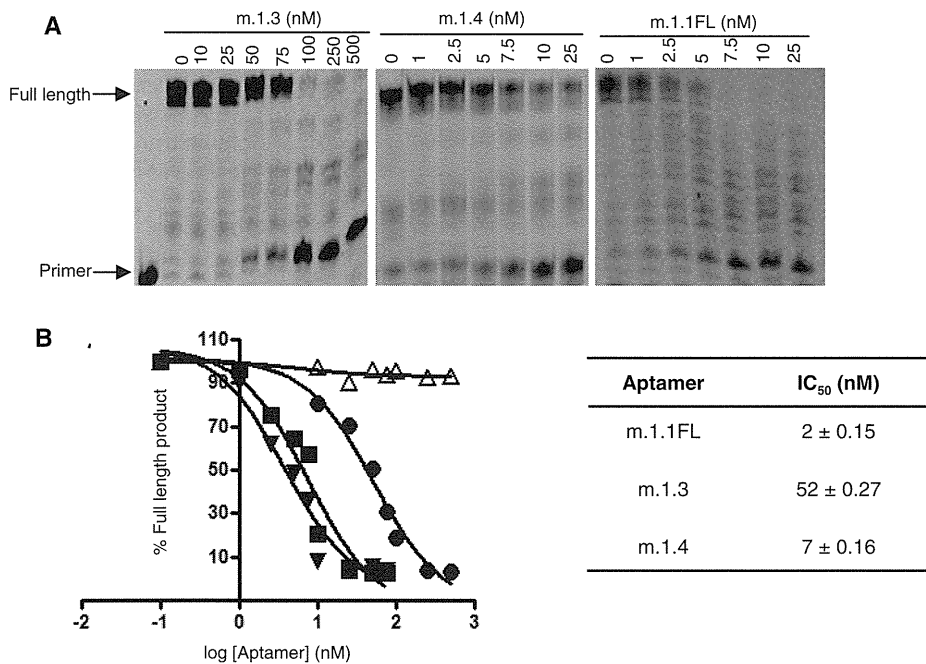 A
m.1.3 (nM)
m.1.4 (nM)
m.1.1FL (nM)
0 10 25 50 75 100 250 500
0 1 2.5 5 7.5 10 25
0 1 2.5 5 7.5 10 25
Full length
Primer
B
110
90
70
50
30
10
% Full length product
-2 -1 0 1 2 3
log [Aptamer] (nM)
Aptamer IC50 (nM)
m.1.1FL 2 ± 0.15
m.1.3 52 ± 0.27
m.1.4 7 ± 0.16